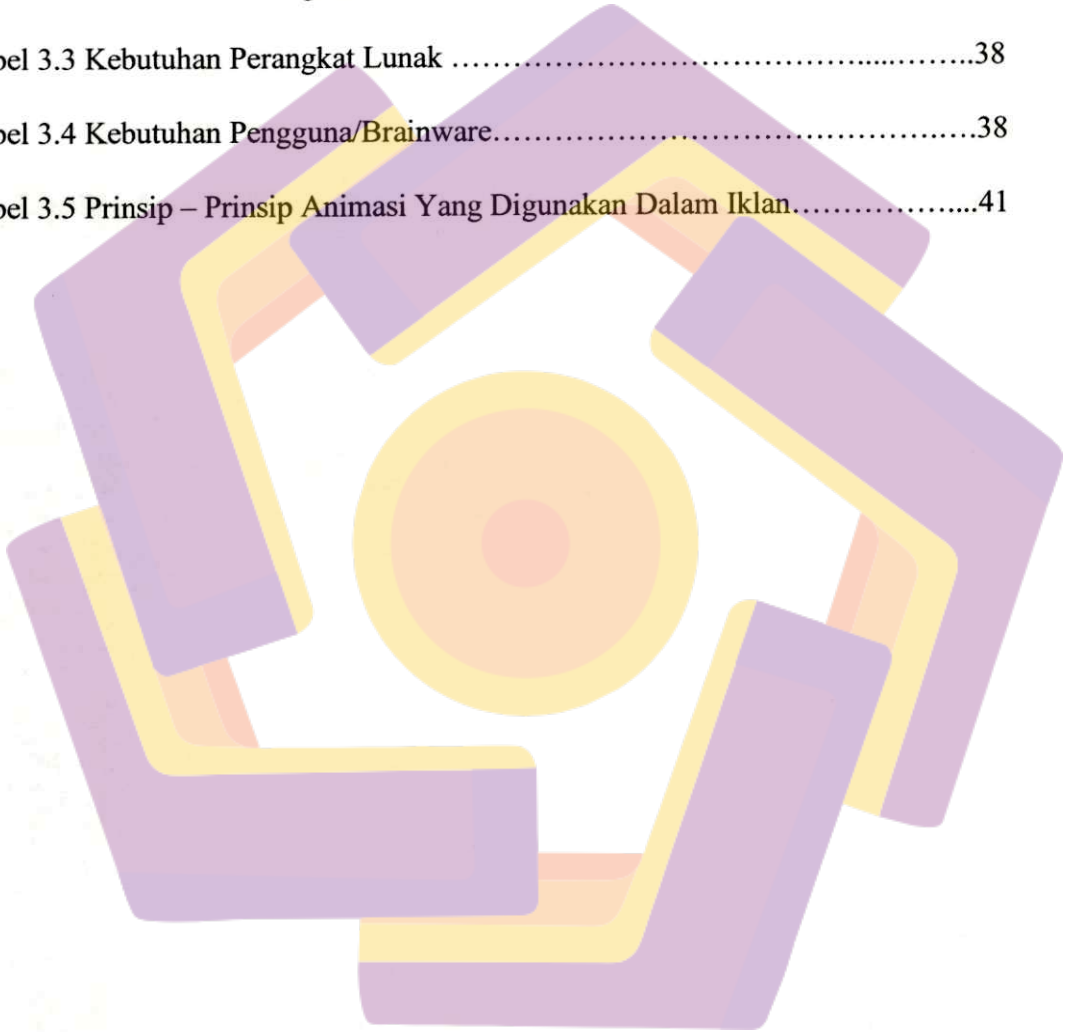 bel 3.3 Kebutuhan Perangkat Lunak ……………………………………...……..38
bel 3.4 Kebutuhan Pengguna/Brainware…………………………………………….38
bel 3.5 Prinsip – Prinsip Animasi Yang Digunakan Dalam Iklan……………...41